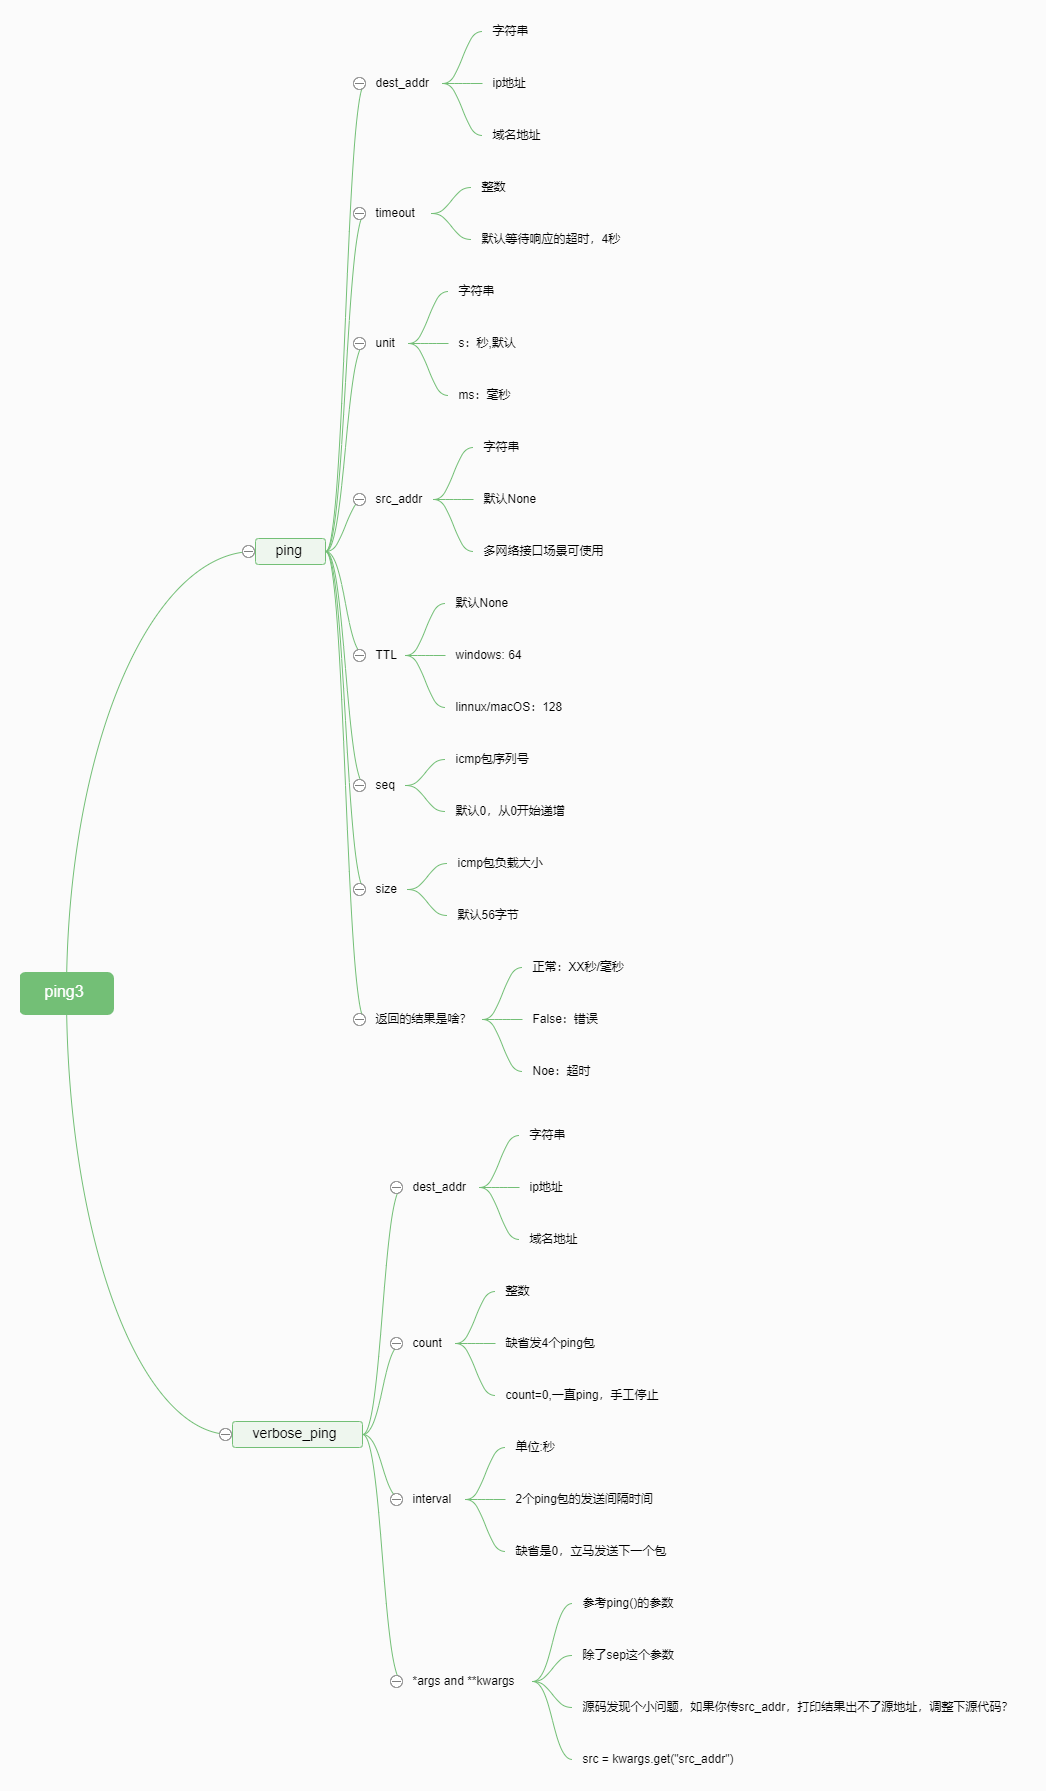 ping3
ping
dest_addr
字符串
ip地址
域名地址
timeout
整数
默认等待响应的超时，4秒
unit
字符串
s：秒,默认
ms：毫秒
src_addr
字符串
默认None
多网络接口场景可使用
TTL
默认None
windows: 64
linnux/macOS：128
seq
icmp包序列号
默认0，从0开始递增
size
icmp包负载大小
默认56字节
返回的结果是啥？
正常：XX秒/毫秒
False：错误
Noe：超时
verbose_ping
dest_addr
字符串
ip地址
域名地址
count
整数
缺省发4个ping包
count=0,一直ping，手工停止
interval
单位:秒
2个ping包的发送间隔时间
缺省是0，立马发送下一个包
*args and **kwargs
参考ping()的参数
除了sep这个参数
源码发现个小问题，如果你传src_addr，打印结果出不了源地址，调整下源代码？
src = kwargs.get("src_addr")